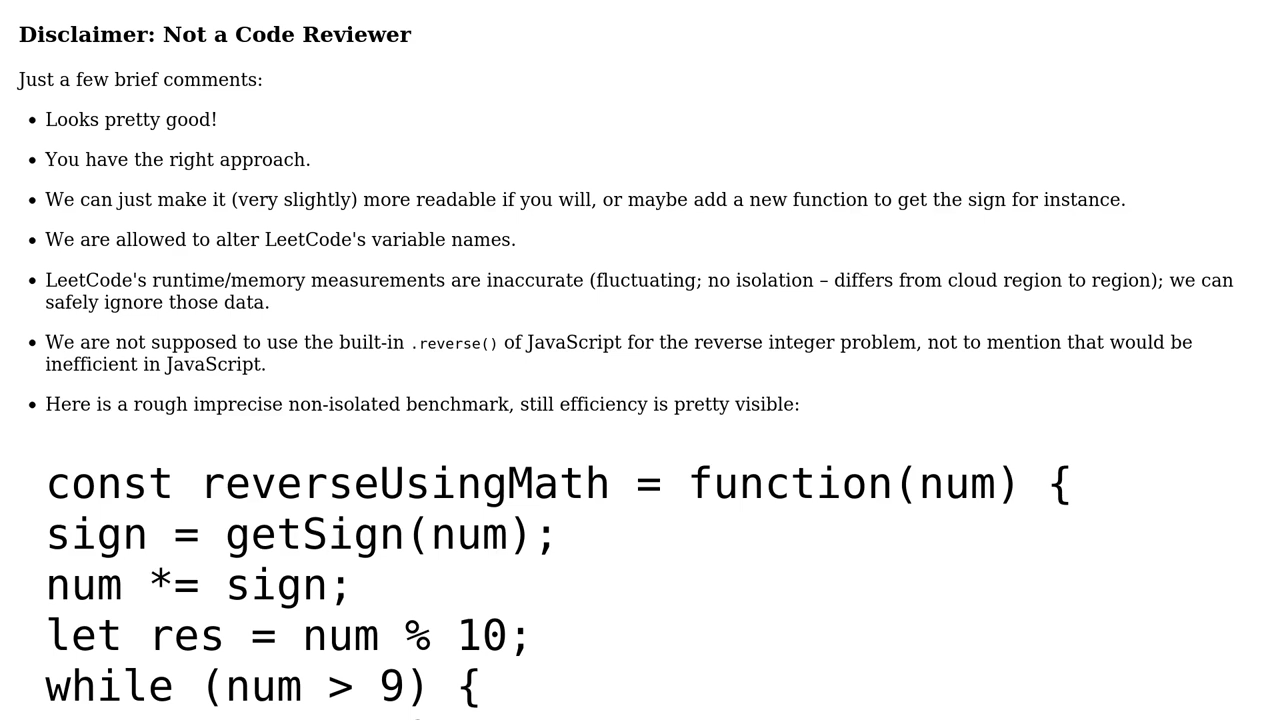 Disclaimer: Not a Code Reviewer
Just a few brief comments:
• Looks pretty good!
• You have the right approach.
• We can just make it (very slightly) more readable if you will, or maybe add a new function to get the sign for instance.
• We are allowed to alter LeetCode's variable names.
• LeetCode's runtime/memory measurements are inaccurate (fluctuating; no isolation – differs from cloud region to region); we can
safely ignore those data.
• We are not supposed to use the built-in .reverse() of JavaScript for the reverse integer problem, not to mention that would be
inefficient in JavaScript.
• Here is a rough imprecise non-isolated benchmark, still efficiency is pretty visible:
const reverseUsingMath = function(num) {
sign = getSign(num);
num *= sign;
let res = num % 10;
while (num > 9) {